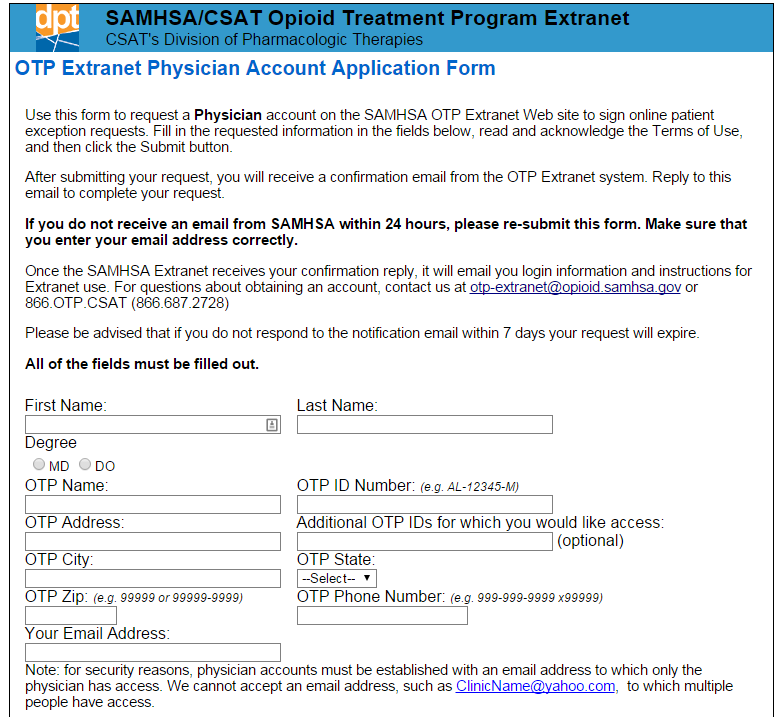 dpt
SAMHSA/CSAT Opioid Treatment Program Extranet
CSAT's Division of Pharmacologic Therapies
OTP Extranet Physician Account Application Form
Use this form to request a Physician account on the SAMHSA OTP Extranet Web site to sign online patient
exception requests. Fill in the requested information in the fields below, read and acknowledge the Terms of Use,
and then click the Submit button.
After submitting your request, you will receive a confirmation email from the OTP Extranet system. Reply to this
email to complete your request.
If you do not receive an email from SAMHSA within 24 hours, please re-submit this form. Make sure that
you enter your email address correctly.
Once the SAMHSA Extranet receives your confirmation reply, it will email you login information and instructions for
Extranet use. For questions about obtaining an account, contact us at otp-extranet@opioid.samhsa.gov or
866.OTP.CSAT (866.687.2728)
Please be advised that if you do not respond to the notification email within 7 days your request will expire.
All of the fields must be filled out.
First Name: Last Name:
Degree
MD DO
OTP Name: OTP ID Number: (e.g. AL-12345-M)
OTP Address: Additional OTP IDs for which you would like access:
(optional)
OTP City: OTP State:
--Select--
OTP Zip: (e.g. 99999 or 99999-9999) OTP Phone Number: (e.g. 999-999-9999 x99999)
Your Email Address:
Note: for security reasons, physician accounts must be established with an email address to which only the
physician has access. We cannot accept an email address, such as ClinicName@yahoo.com, to which multiple
people have access.